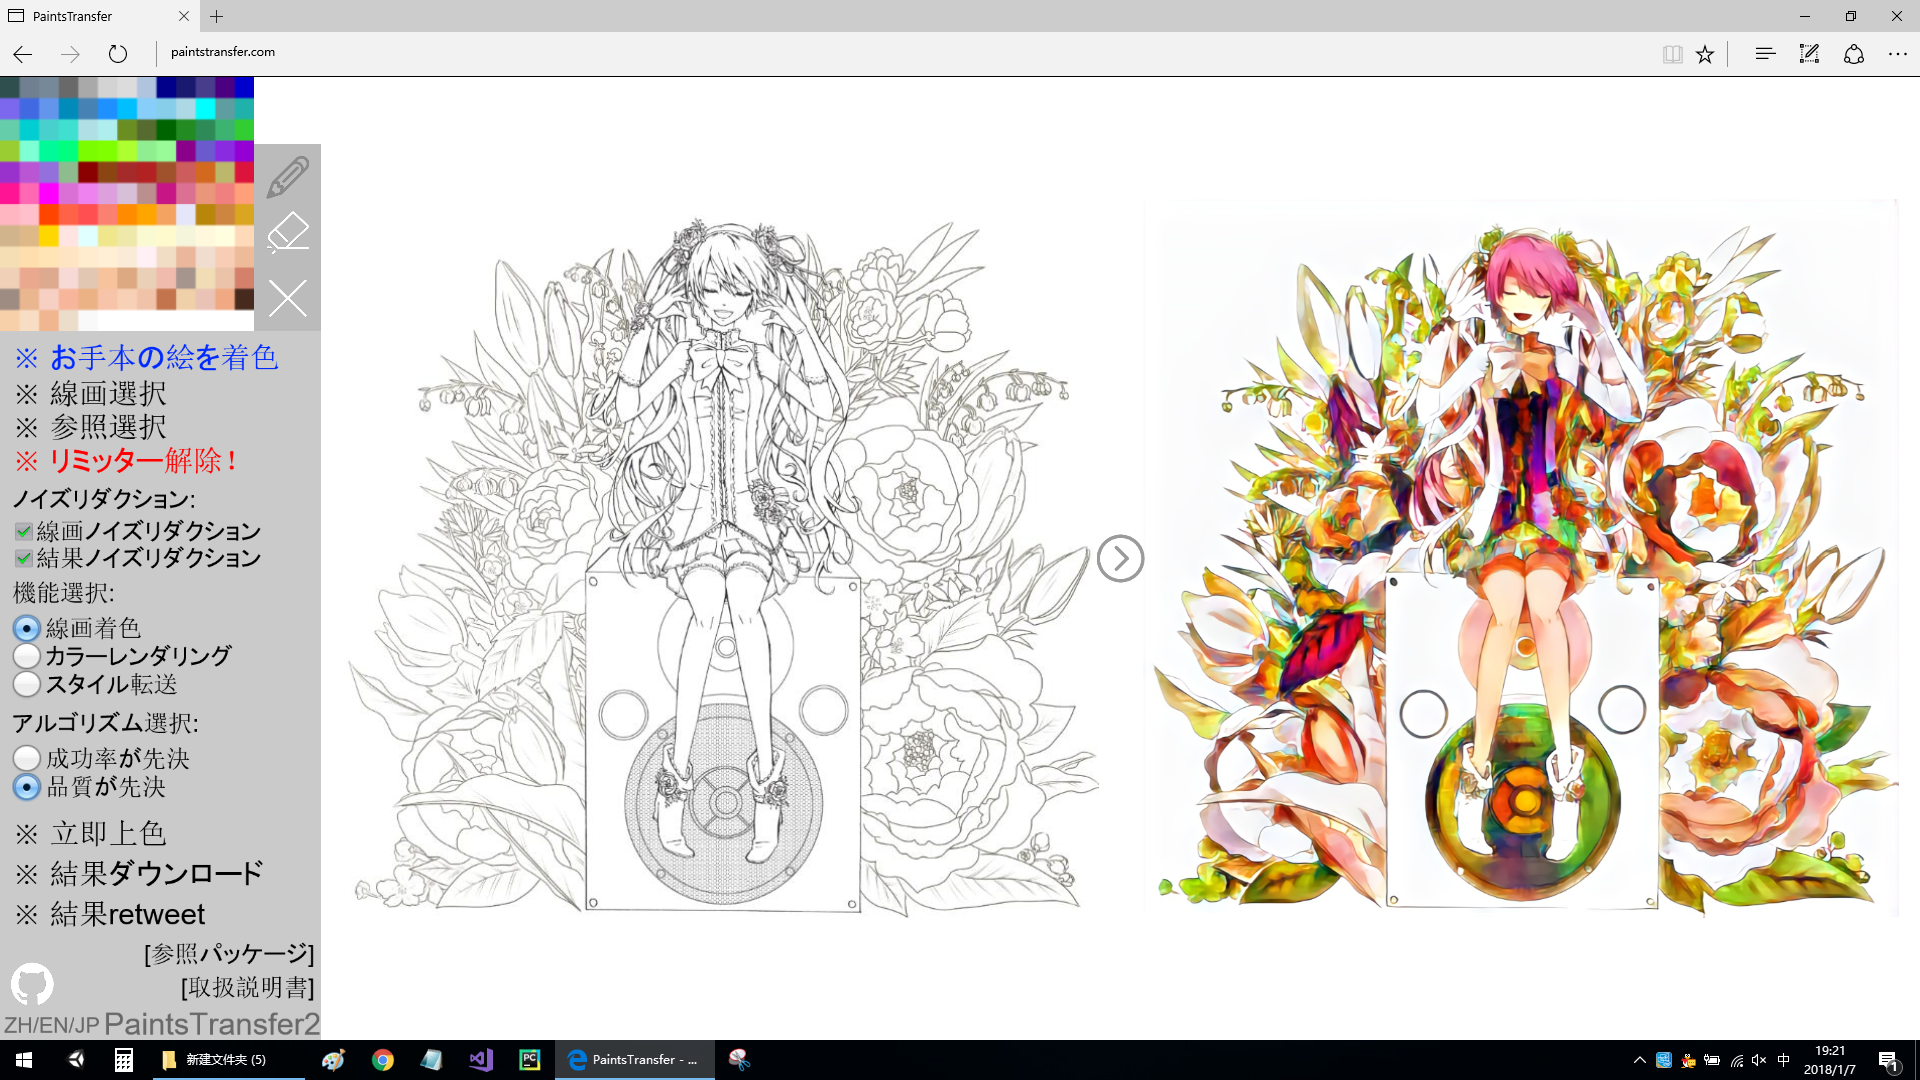 PaintsTransfer
paintstransfer.com
※ お手本の絵を着色
※ 線画選択
※ 参照選択
※ リミッター解除！
ノイズリダクション:
線画ノイズリダクション
結果ノイズリダクション
機能選択:
線画着色
カラーレンダリング
スタイル転送
アルゴリズム選択:
成功率が先決
品質が先決
※ 立即上色
※ 結果ダウンロード
※ 結果retweet
[参照パッケージ]
[取扱説明書]
ZH/EN/JP PaintsTransfer2
新建文件夹 (5)
PC
PaintsTransfer - ...
中
19:21
2018/1/7
1